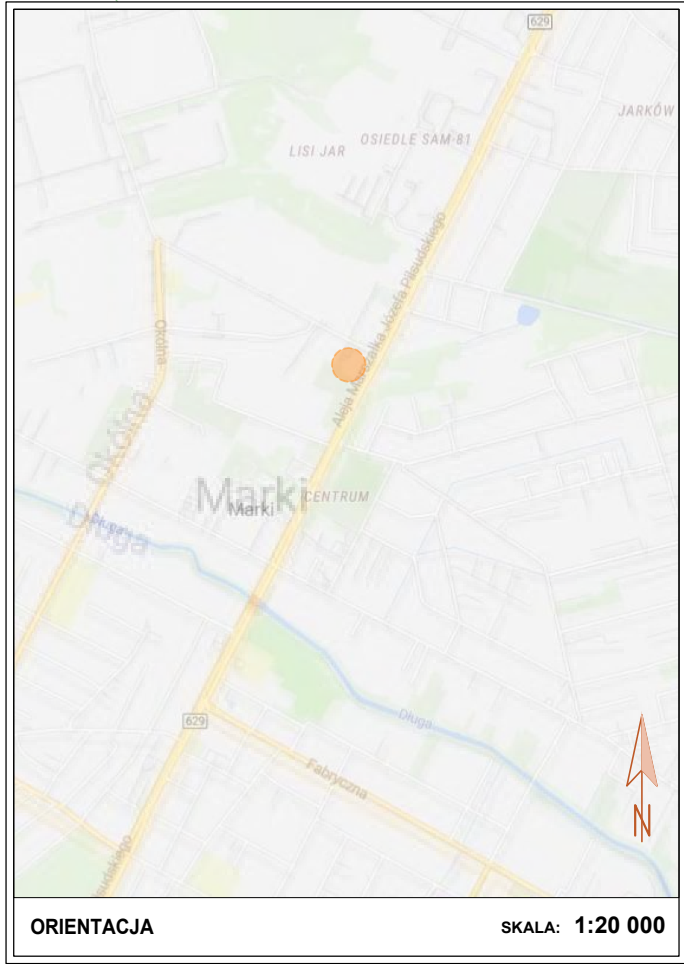 629
JARKÓW
OSIEDLE SAM-81
LISI JAR
Aleja Marszałka Józefa Piłsudskiego
Okólna
Okólna
Marki
CENTRUM
Marki
Długa
Długa
Długa
629
Fabryczna
N
ORIENTACJA
SKALA: 1:20 000